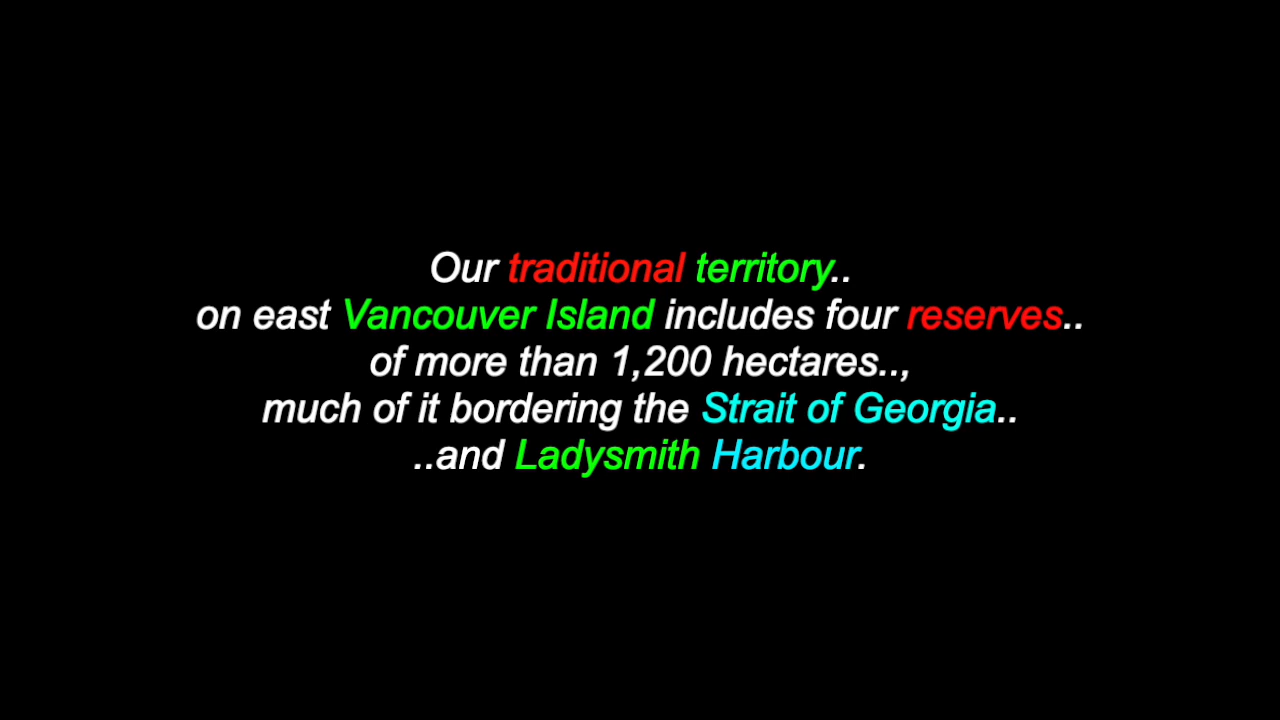 Our traditional territory..
on east Vancouver Island includes four reserves..
of more than 1,200 hectares..,
much of it bordering the Strait of Georgia..
..and Ladysmith Harbour.